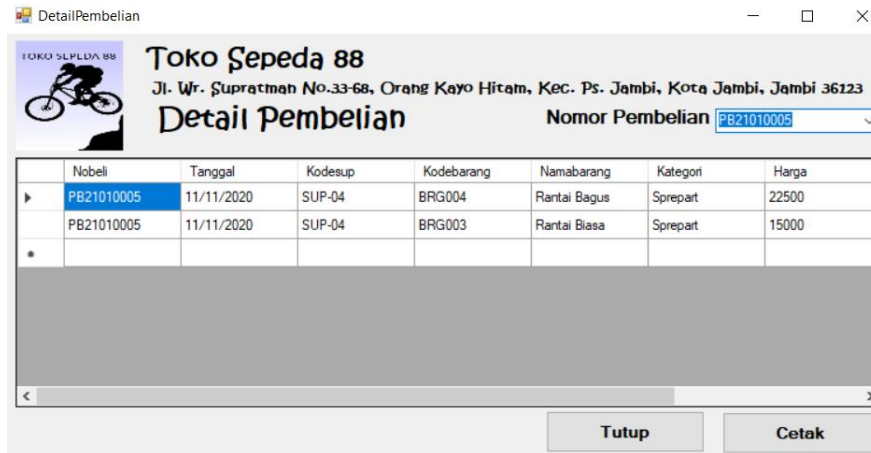 DetailPembelian
TOKO SEPEDA 88
Toko Sepeda 88
Jl. Wr. Supratman No.33-68, Orang Kayo Hitam, Kec. Ps. Jambi, Kota Jambi, Jambi 36123
Detail Pembelian
Nomor Pembelian PB21010005
Nobeli Tanggal Kodesup Kodebarang Namabarang Kategori Harga
PB21010005 11/11/2020 SUP-04 BRG004 Rantai Bagus Sprepart 22500
PB21010005 11/11/2020 SUP-04 BRG003 Rantai Biasa Sprepart 15000
Tutup Cetak